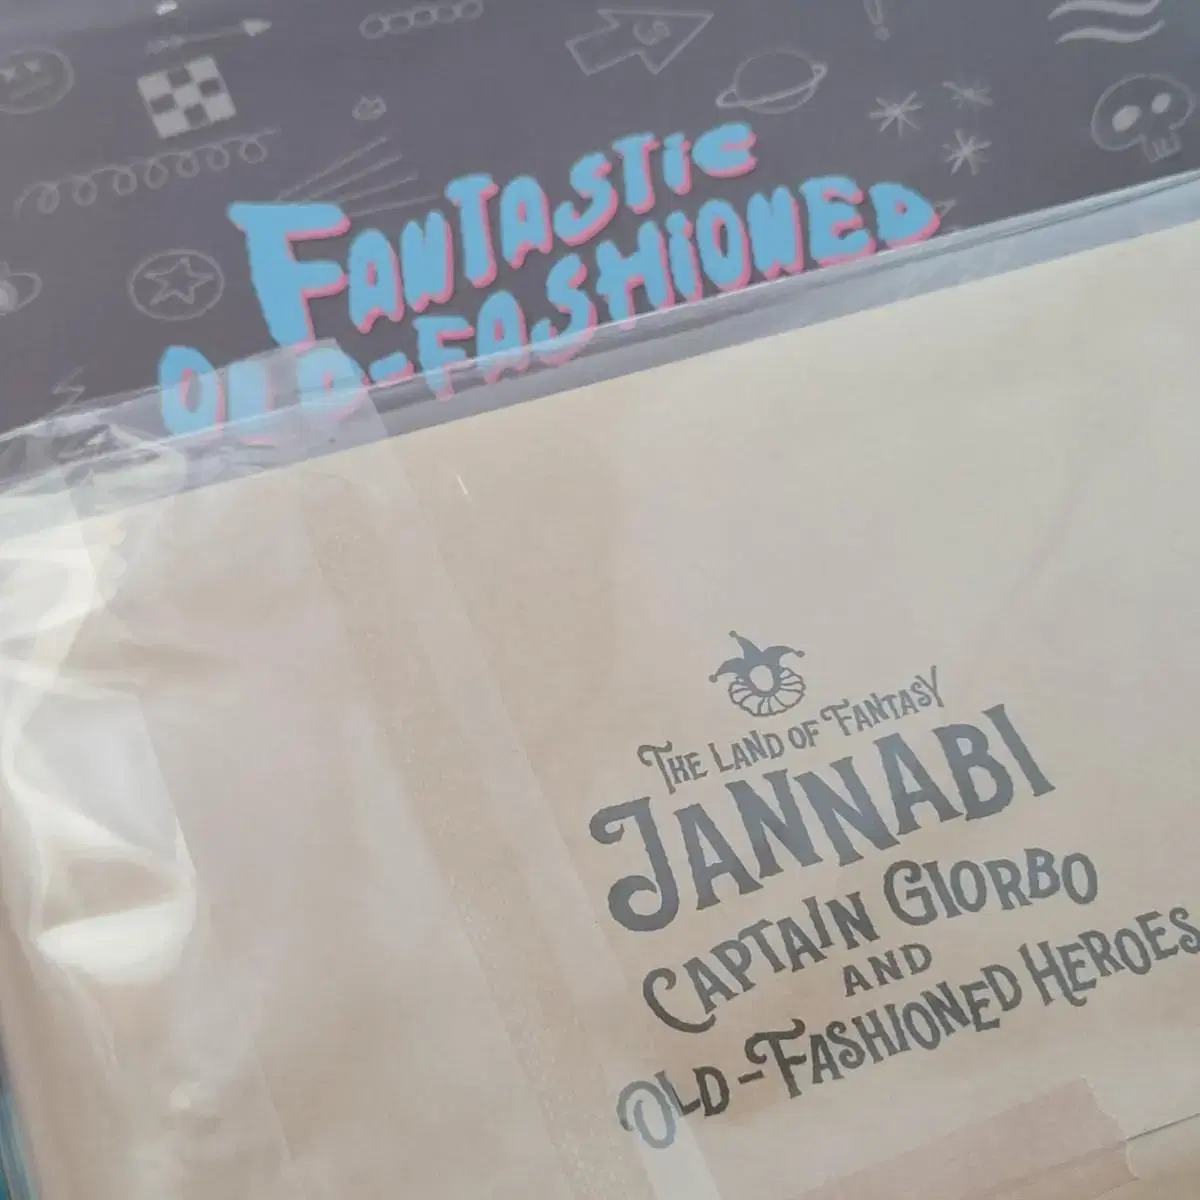 FANTASTIC
OLD-FASHIONED
THE LAND OF FANTASY
JANNABI
CAPTAIN GIORBO
AND
OLD-FASHIONED HEROES